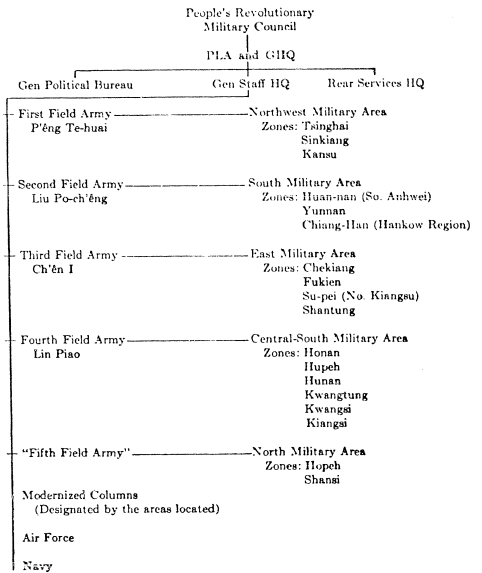 People's Revolutionary
Military Council
PLA and GHQ
Gen Political Bureau Gen Staff HQ Rear Services HQ
First Field Army Northwest Military Area
P'êng Te-huai Zones: Tsinghai
Sinkiang
Kansu
Second Field Army South Military Area
Liu Po-ch'êng Zones: Huan-nan (So. Anhwei)
Yunnan
Chiang-Han (Hankow Region)
Third Field Army East Military Area
Ch'ên I Zones: Chekiang
Fukien
Su-pei (No. Kiangsu)
Shantung
Fourth Field Army Central-South Military Area
Lin Piao Zones: Honan
Hupeh
Hunan
Kwangtung
Kwangsi
Kiangsi
"Fifth Field Army" North Military Area
Zones: Hopeh
Shansi
Modernized Columns
(Designated by the areas located)
Air Force
Navy